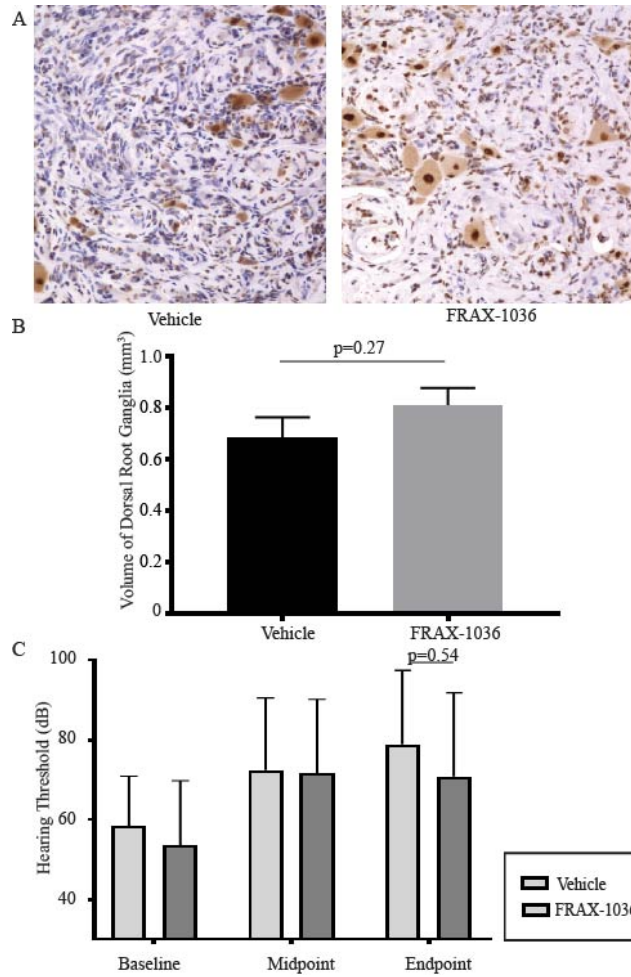 A
Vehicle
FRAX-1036
B
p=0.27
Volume of Dorsal Root Ganglia (mm³)
1.0
0.8
0.6
0.4
0.2
0
Vehicle
FRAX-1036
C
p=0.54
Hearing Threshold (dB)
100
80
60
40
Baseline
Midpoint
Endpoint
Vehicle
FRAX-1036